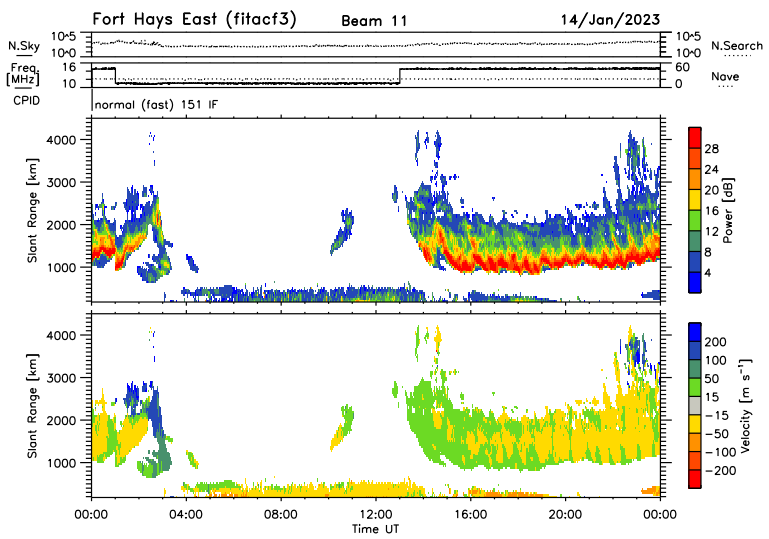 Fort Hays East (fitacf3) Beam 11 14/Jan/2023
N.Sky 10^5 10^0 10^5 10^0 N.Search
Freq. [MHz] 16 10 60 0 Nave
CPID normal (fast) 151 IF
Slant Range [km]
4000
3000
2000
1000
28
24
20
16
12
8
4
Power [dB]
Slant Range [km]
4000
3000
2000
1000
200
100
50
15
−15
−50
−100
−200
Velocity [m s⁻¹]
00:00 04:00 08:00 12:00 16:00 20:00 00:00
Time UT